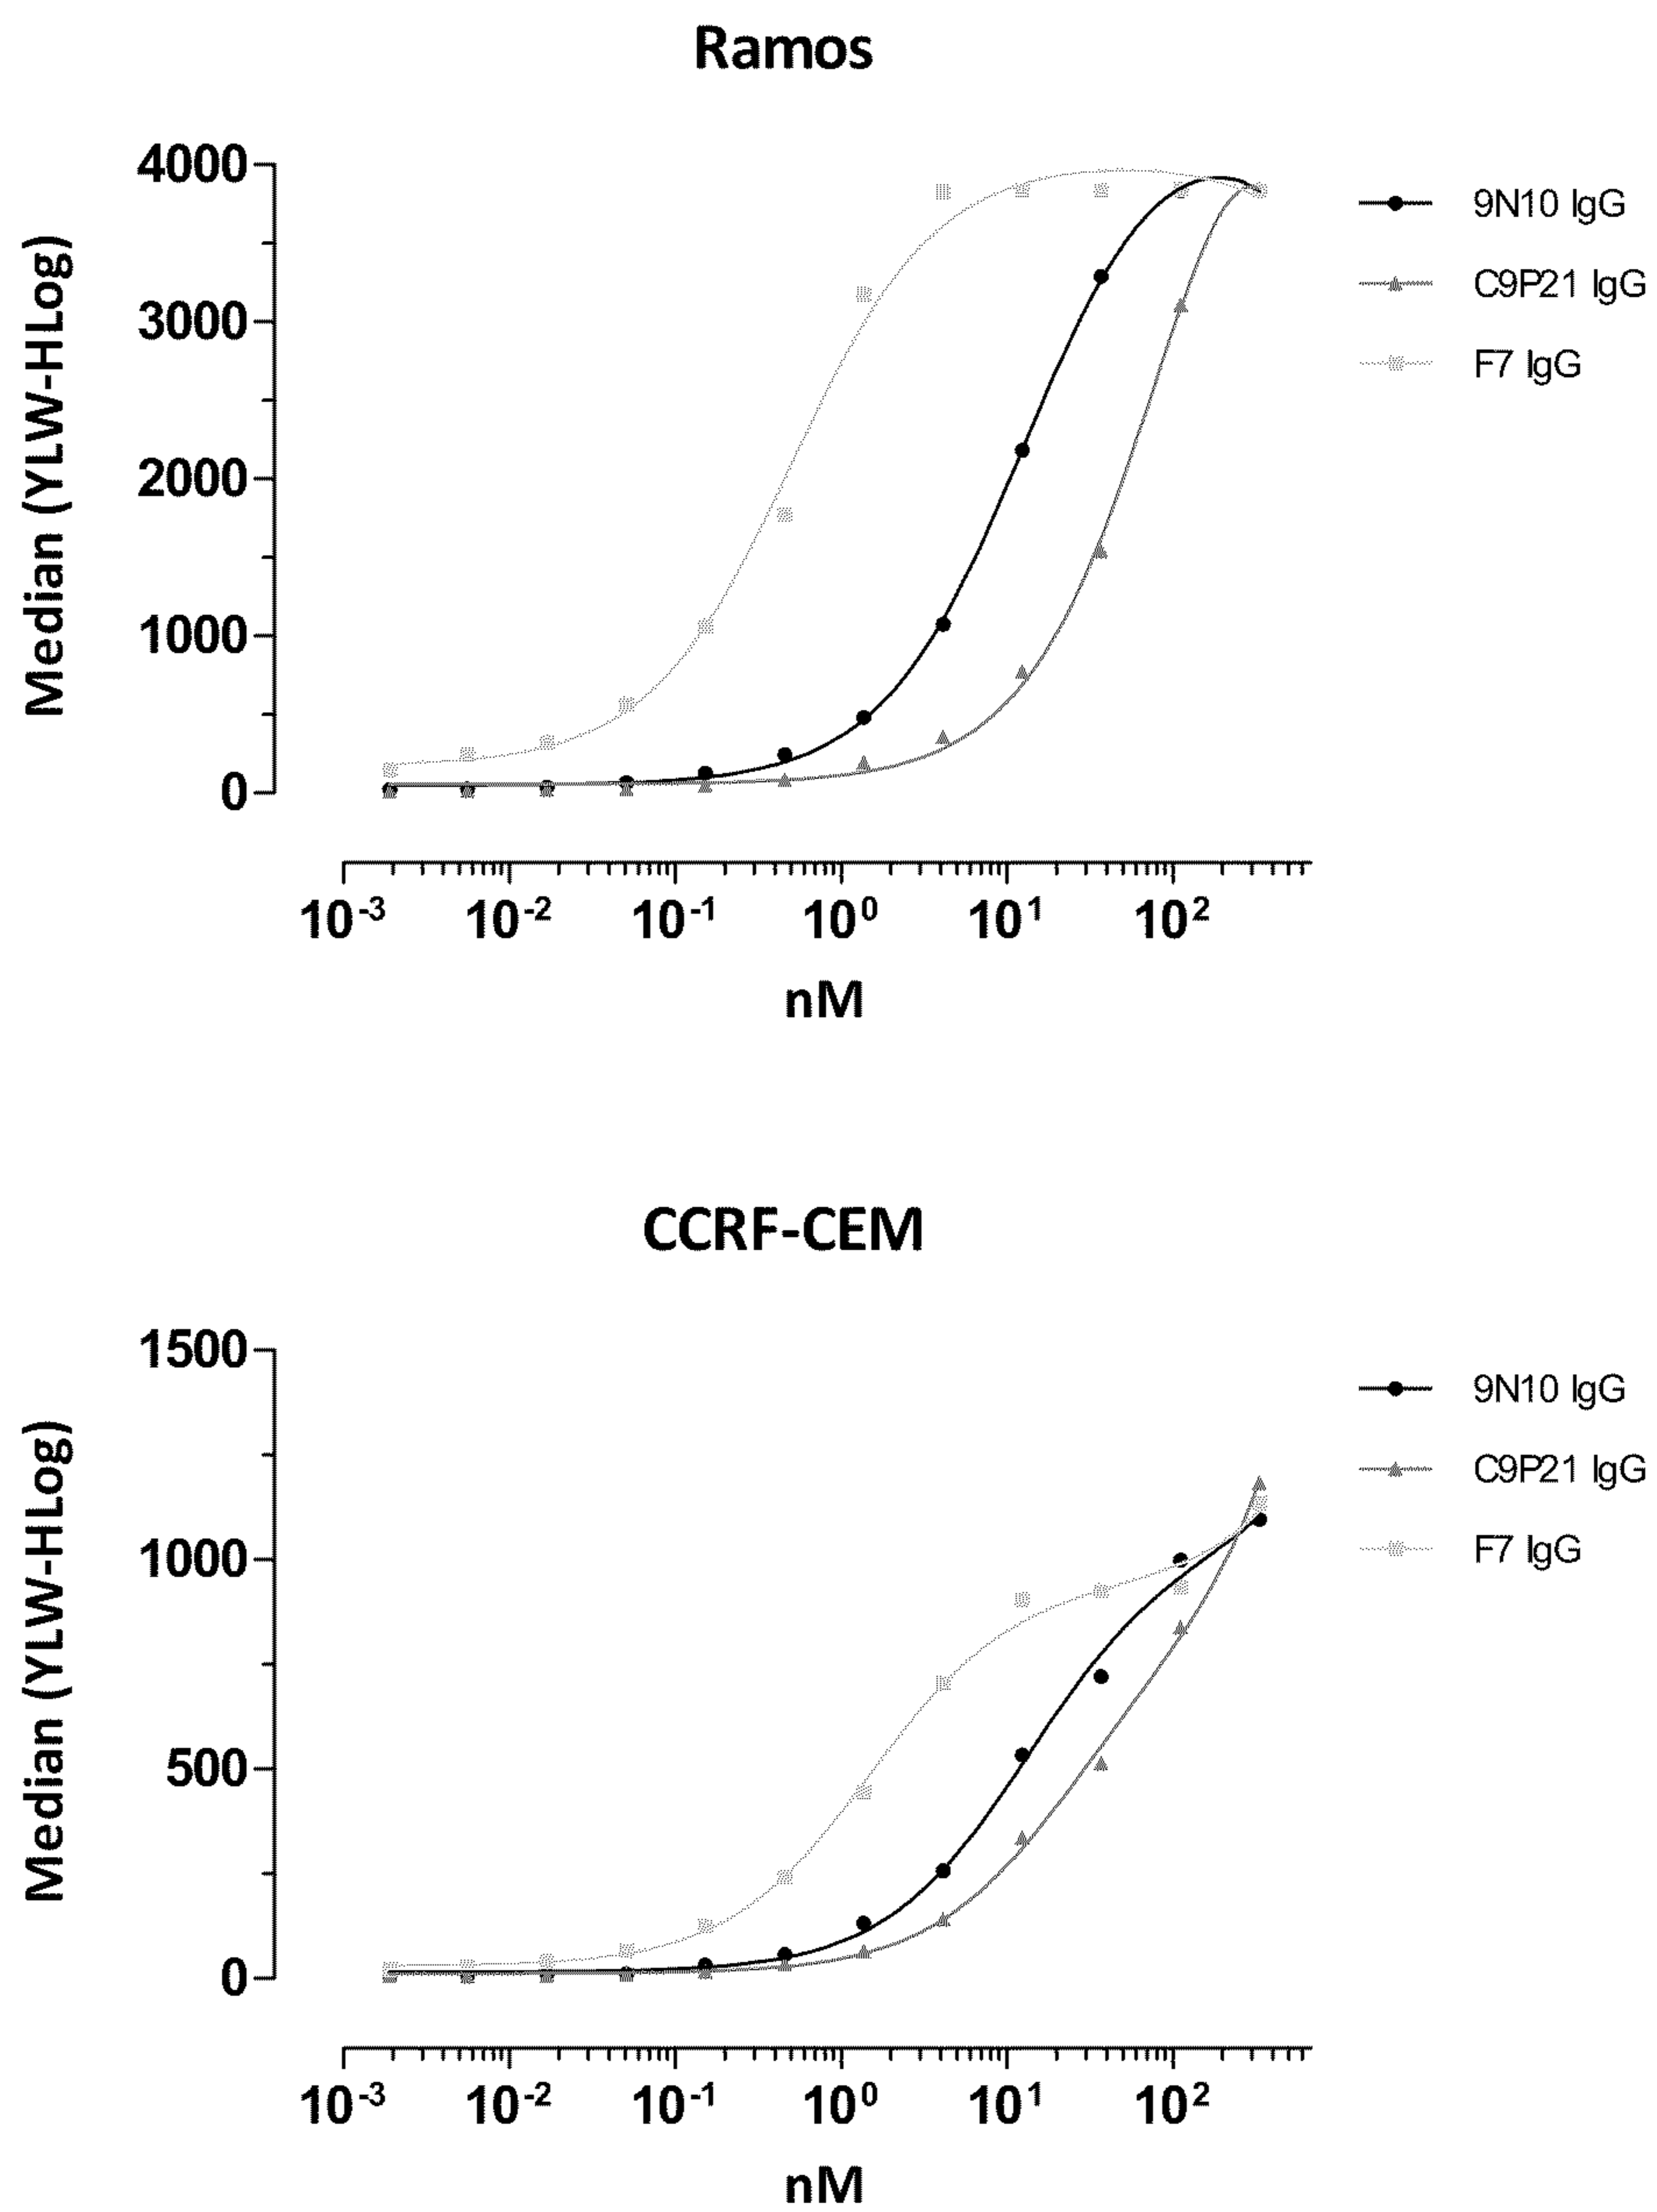 Ramos
4000
3000
2000
1000
0
Median (YLW-HLog)
9N10 IgG
C9P21 IgG
F7 IgG
10-3 10-2 10-1 100 101 102
nM
CCRF-CEM
1500
1000
500
0
Median (YLW-HLog)
9N10 IgG
C9P21 IgG
F7 IgG
10-3 10-2 10-1 100 101 102
nM